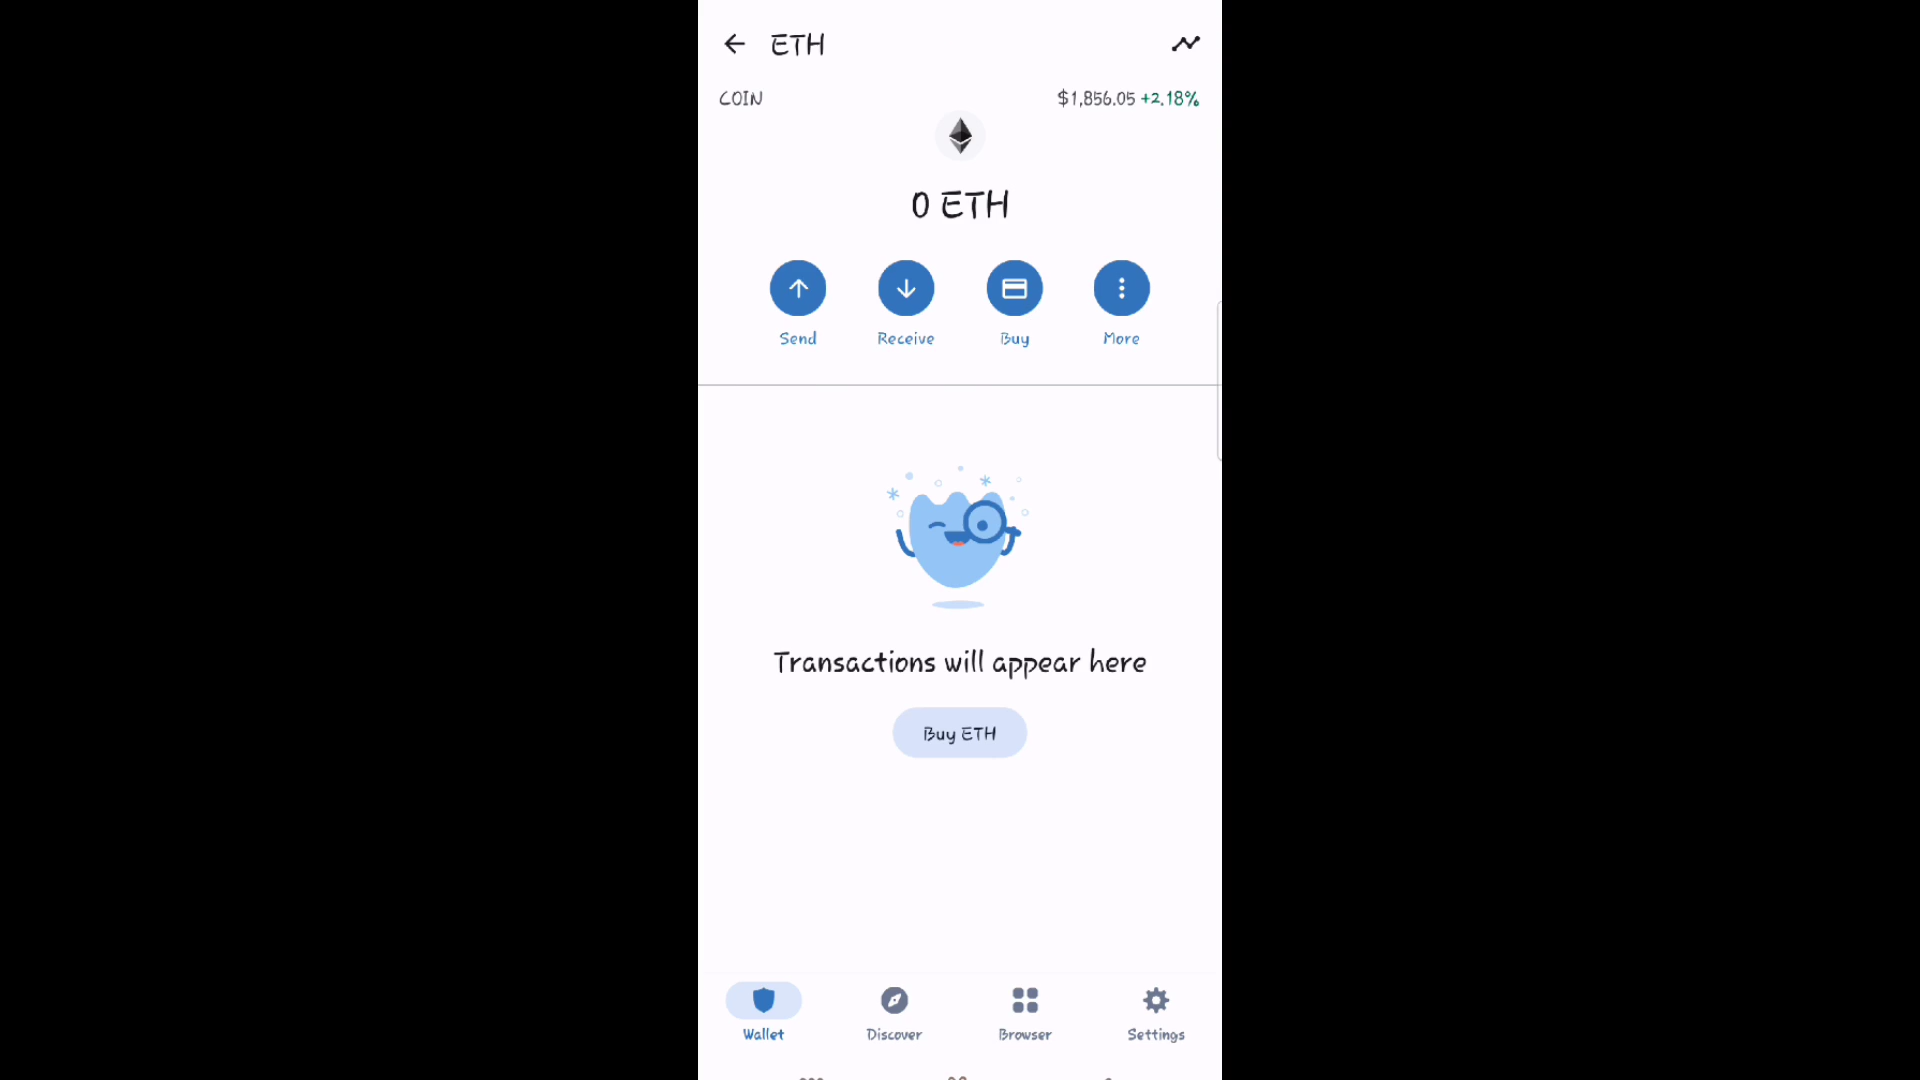 ETH
COIN $1,856.05 +2.18%
0 ETH
Send Receive Buy More
Transactions will appear here
Buy ETH
Wallet Discover Browser Settings